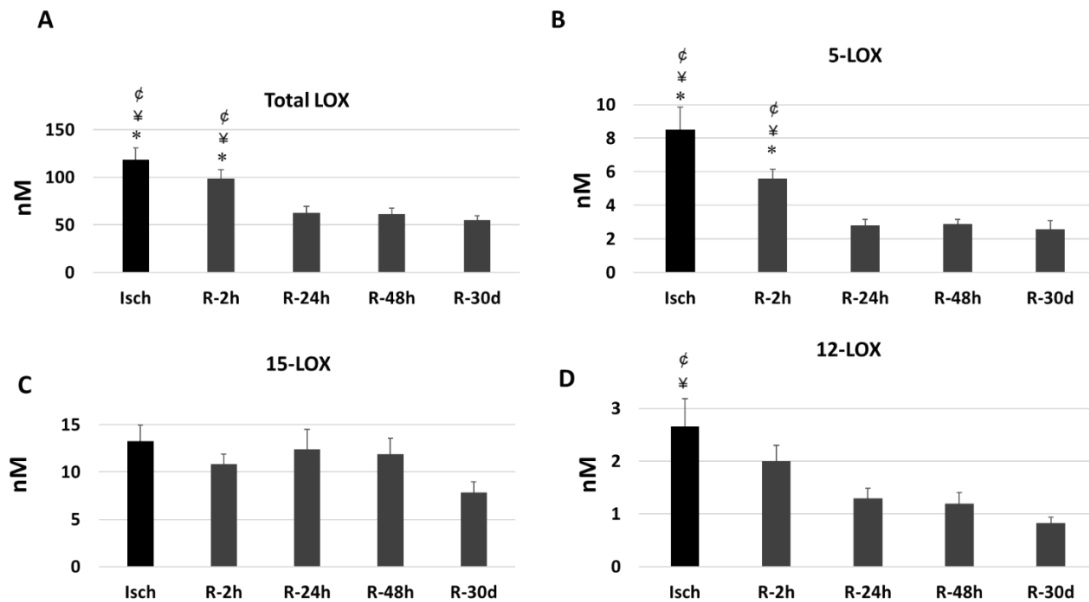 A
Total LOX
¢
¥
*
¢
¥
*
150
100
50
0
nM
Isch R-2h R-24h R-48h R-30d
B
5-LOX
¢
¥
*
¢
¥
*
10
8
6
4
2
0
nM
Isch R-2h R-24h R-48h R-30d
C
15-LOX
15
10
5
0
nM
Isch R-2h R-24h R-48h R-30d
D
12-LOX
¢
¥
3
2
1
0
nM
Isch R-2h R-24h R-48h R-30d